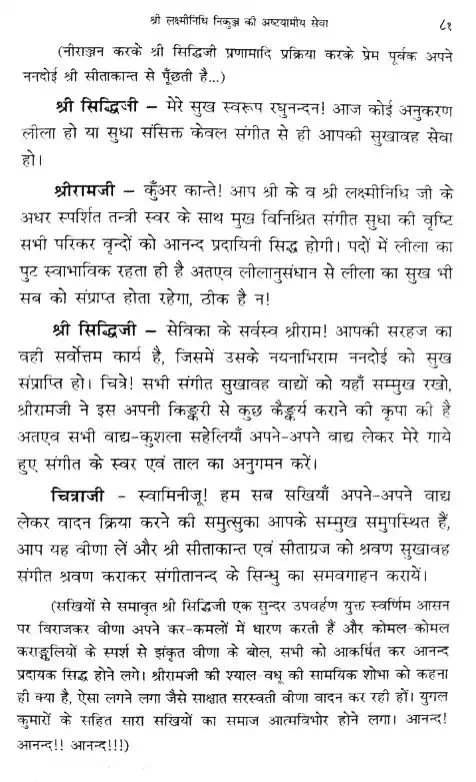 श्री लक्ष्मीनिधि निकुञ्ज की अष्टयामीय सेवा ८१
(नीराञ्जन करके श्री सिद्धिजी प्रणामादि प्रक्रिया करके प्रेम पूर्वक अपने
ननदोई श्री सीताकान्त से पूँछती है...)
श्री सिद्धिजी – मेरे सुख स्वरूप रघुनन्दन! आज कोई अनुकरण
लीला हो या सुधा संसिक्त केवल संगीत से ही आपकी सुखावह सेवा
हो।
श्रीरामजी – कुँअर कान्ते! आप श्री के व श्री लक्ष्मीनिधि जी के
अधर स्पर्शित तन्त्री स्वर के साथ मुख विनिश्रित संगीत सुधा की वृष्टि
सभी परिकर वृन्दों को आनन्द प्रदायिनी सिद्ध होगी। पदों में लीला का
पुट स्वाभाविक रहता ही है अतएव लीलानुसंधान से लीला का सुख भी
सब को संप्राप्त होता रहेगा, ठीक है न!
श्री सिद्धिजी – सेविका के सर्वस्व श्रीराम! आपकी सरहज का
वही सर्वोत्तम कार्य है, जिसमें उसके नयनाभिराम ननदोई को सुख
संप्राप्ति हो। चित्रे! सभी संगीत सुखावह वाद्यों को यहाँ सम्मुख रखो,
श्रीरामजी ने इस अपनी किङ्करी से कुछ कैङ्कर्य कराने की कृपा की है
अतएव सभी वाद्य-कुशला सहेलियाँ अपने-अपने वाद्य लेकर मेरे गाये
हुए संगीत के स्वर एवं ताल का अनुगमन करें।
चित्राजी – स्वामिनीजू! हम सब सखियाँ अपने-अपने वाद्य
लेकर वादन क्रिया करने की समुत्सुका आपके सम्मुख समुपस्थित हैं,
आप यह वीणा लें और श्री सीताकान्त एवं सीताग्रज को श्रवण सुखावह
संगीत श्रवण कराकर संगीतानन्द के सिन्धु का समवगाहन करायें।
(सखियों से समावृत श्री सिद्धिजी एक सुन्दर उपवर्हण युक्त स्वर्णिम आसन
पर विराजकर वीणा अपने कर-कमलों में धारण करती हैं और कोमल-कोमल
कराङ्गुलियों के स्पर्श से झंकृत वीणा के बोल, सभी को आकर्षित कर आनन्द
प्रदायक सिद्ध होने लगे। श्रीरामजी की श्याल-वधू की सामयिक शोभा को कहना
ही क्या है, ऐसा लगने लगा जैसे साक्षात सरस्वती वीणा वादन कर रही हों। युगल
कुमारों के सहित सारा सखियों का समाज आत्मविभोर होने लगा। आनन्द!
आनन्द!! आनन्द!!!)